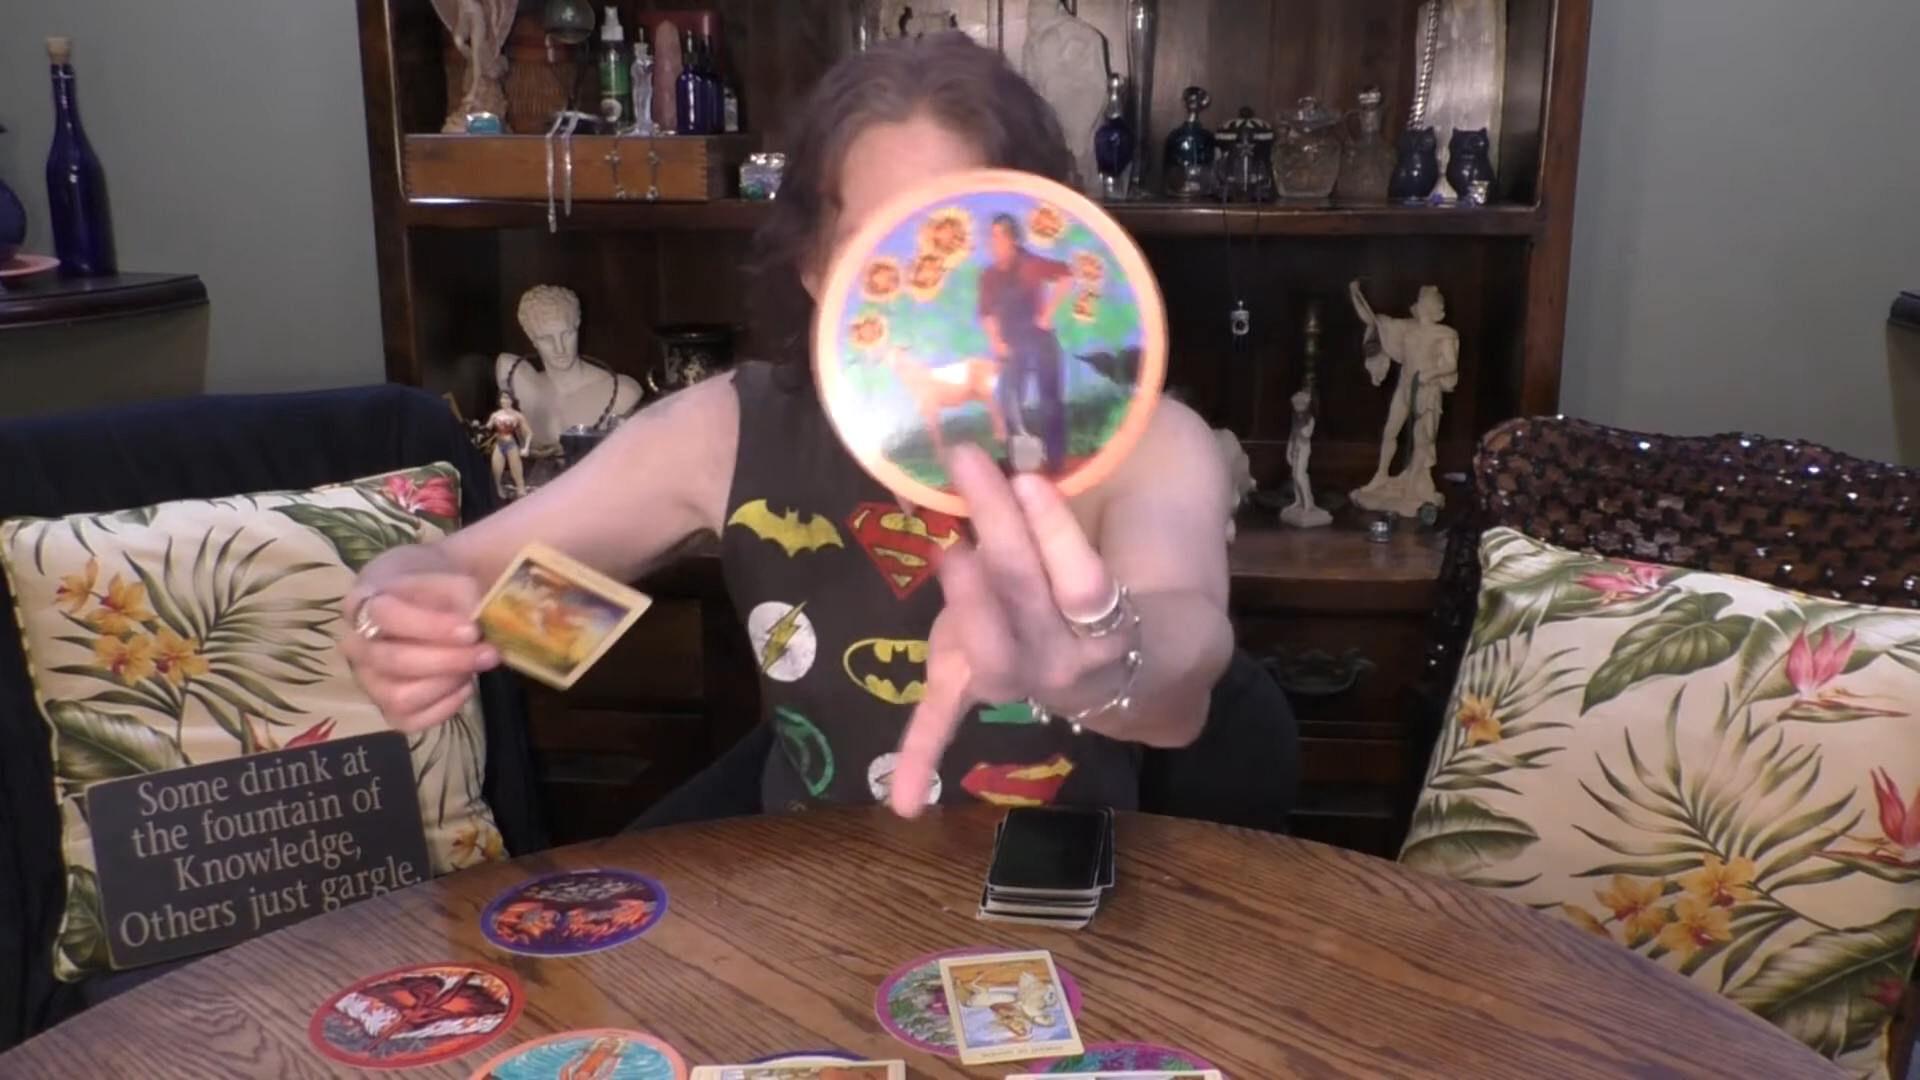 Some drink at
the fountain of
Knowledge,
Others just gargle.